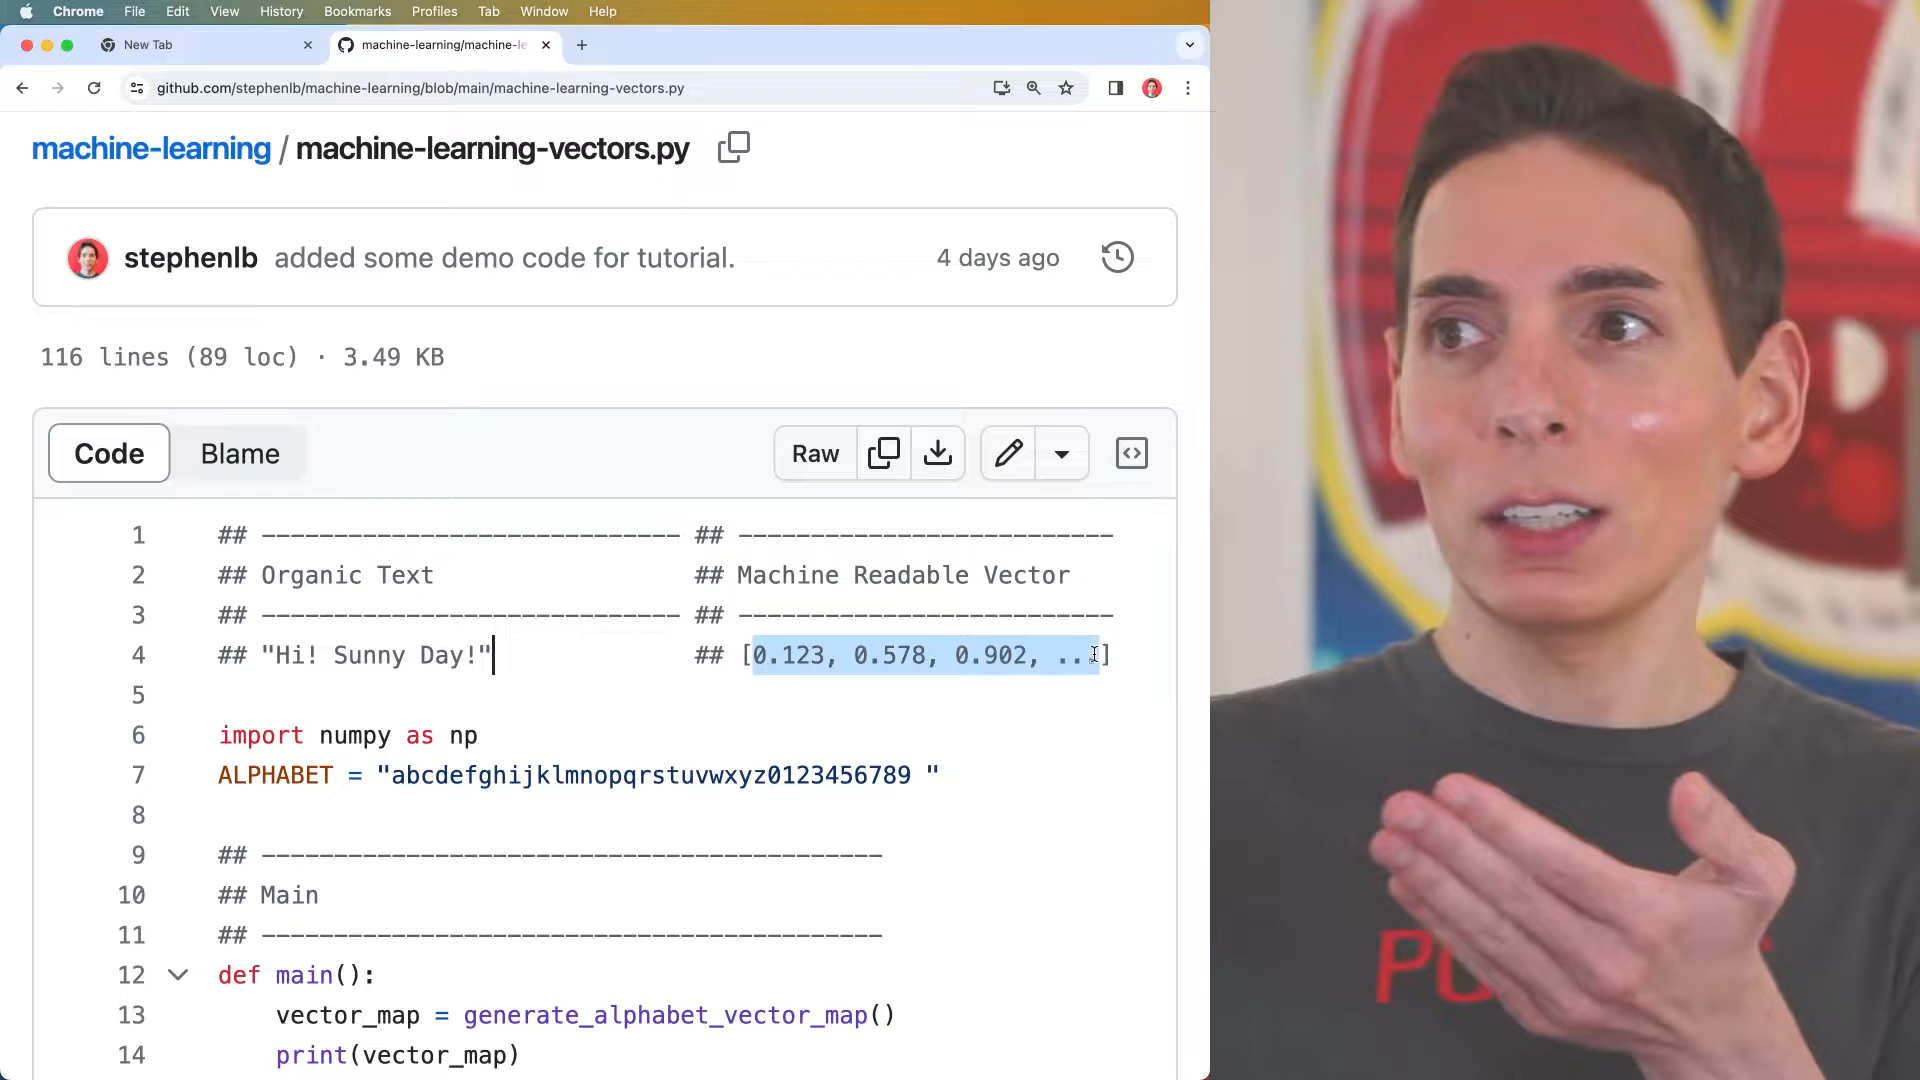 Chrome File Edit View History Bookmarks Profiles Tab Window Help
New Tab
machine-learning/machine-le
github.com/stephenlb/machine-learning/blob/main/machine-learning-vectors.py
machine-learning / machine-learning-vectors.py
stephenlb added some demo code for tutorial. 4 days ago
116 lines (89 loc) · 3.49 KB
Code Blame Raw
1 ## ----------------------------- ## --------------------------
2 ## Organic Text ## Machine Readable Vector
3 ## ----------------------------- ## --------------------------
4 ## "Hi! Sunny Day!" ## [0.123, 0.578, 0.902, ...]
5
6 import numpy as np
7 ALPHABET = "abcdefghijklmnopqrstuvwxyz0123456789 "
8
9 ## -------------------------------------------
10 ## Main
11 ## -------------------------------------------
12 def main():
13 vector_map = generate_alphabet_vector_map()
14 print(vector_map)